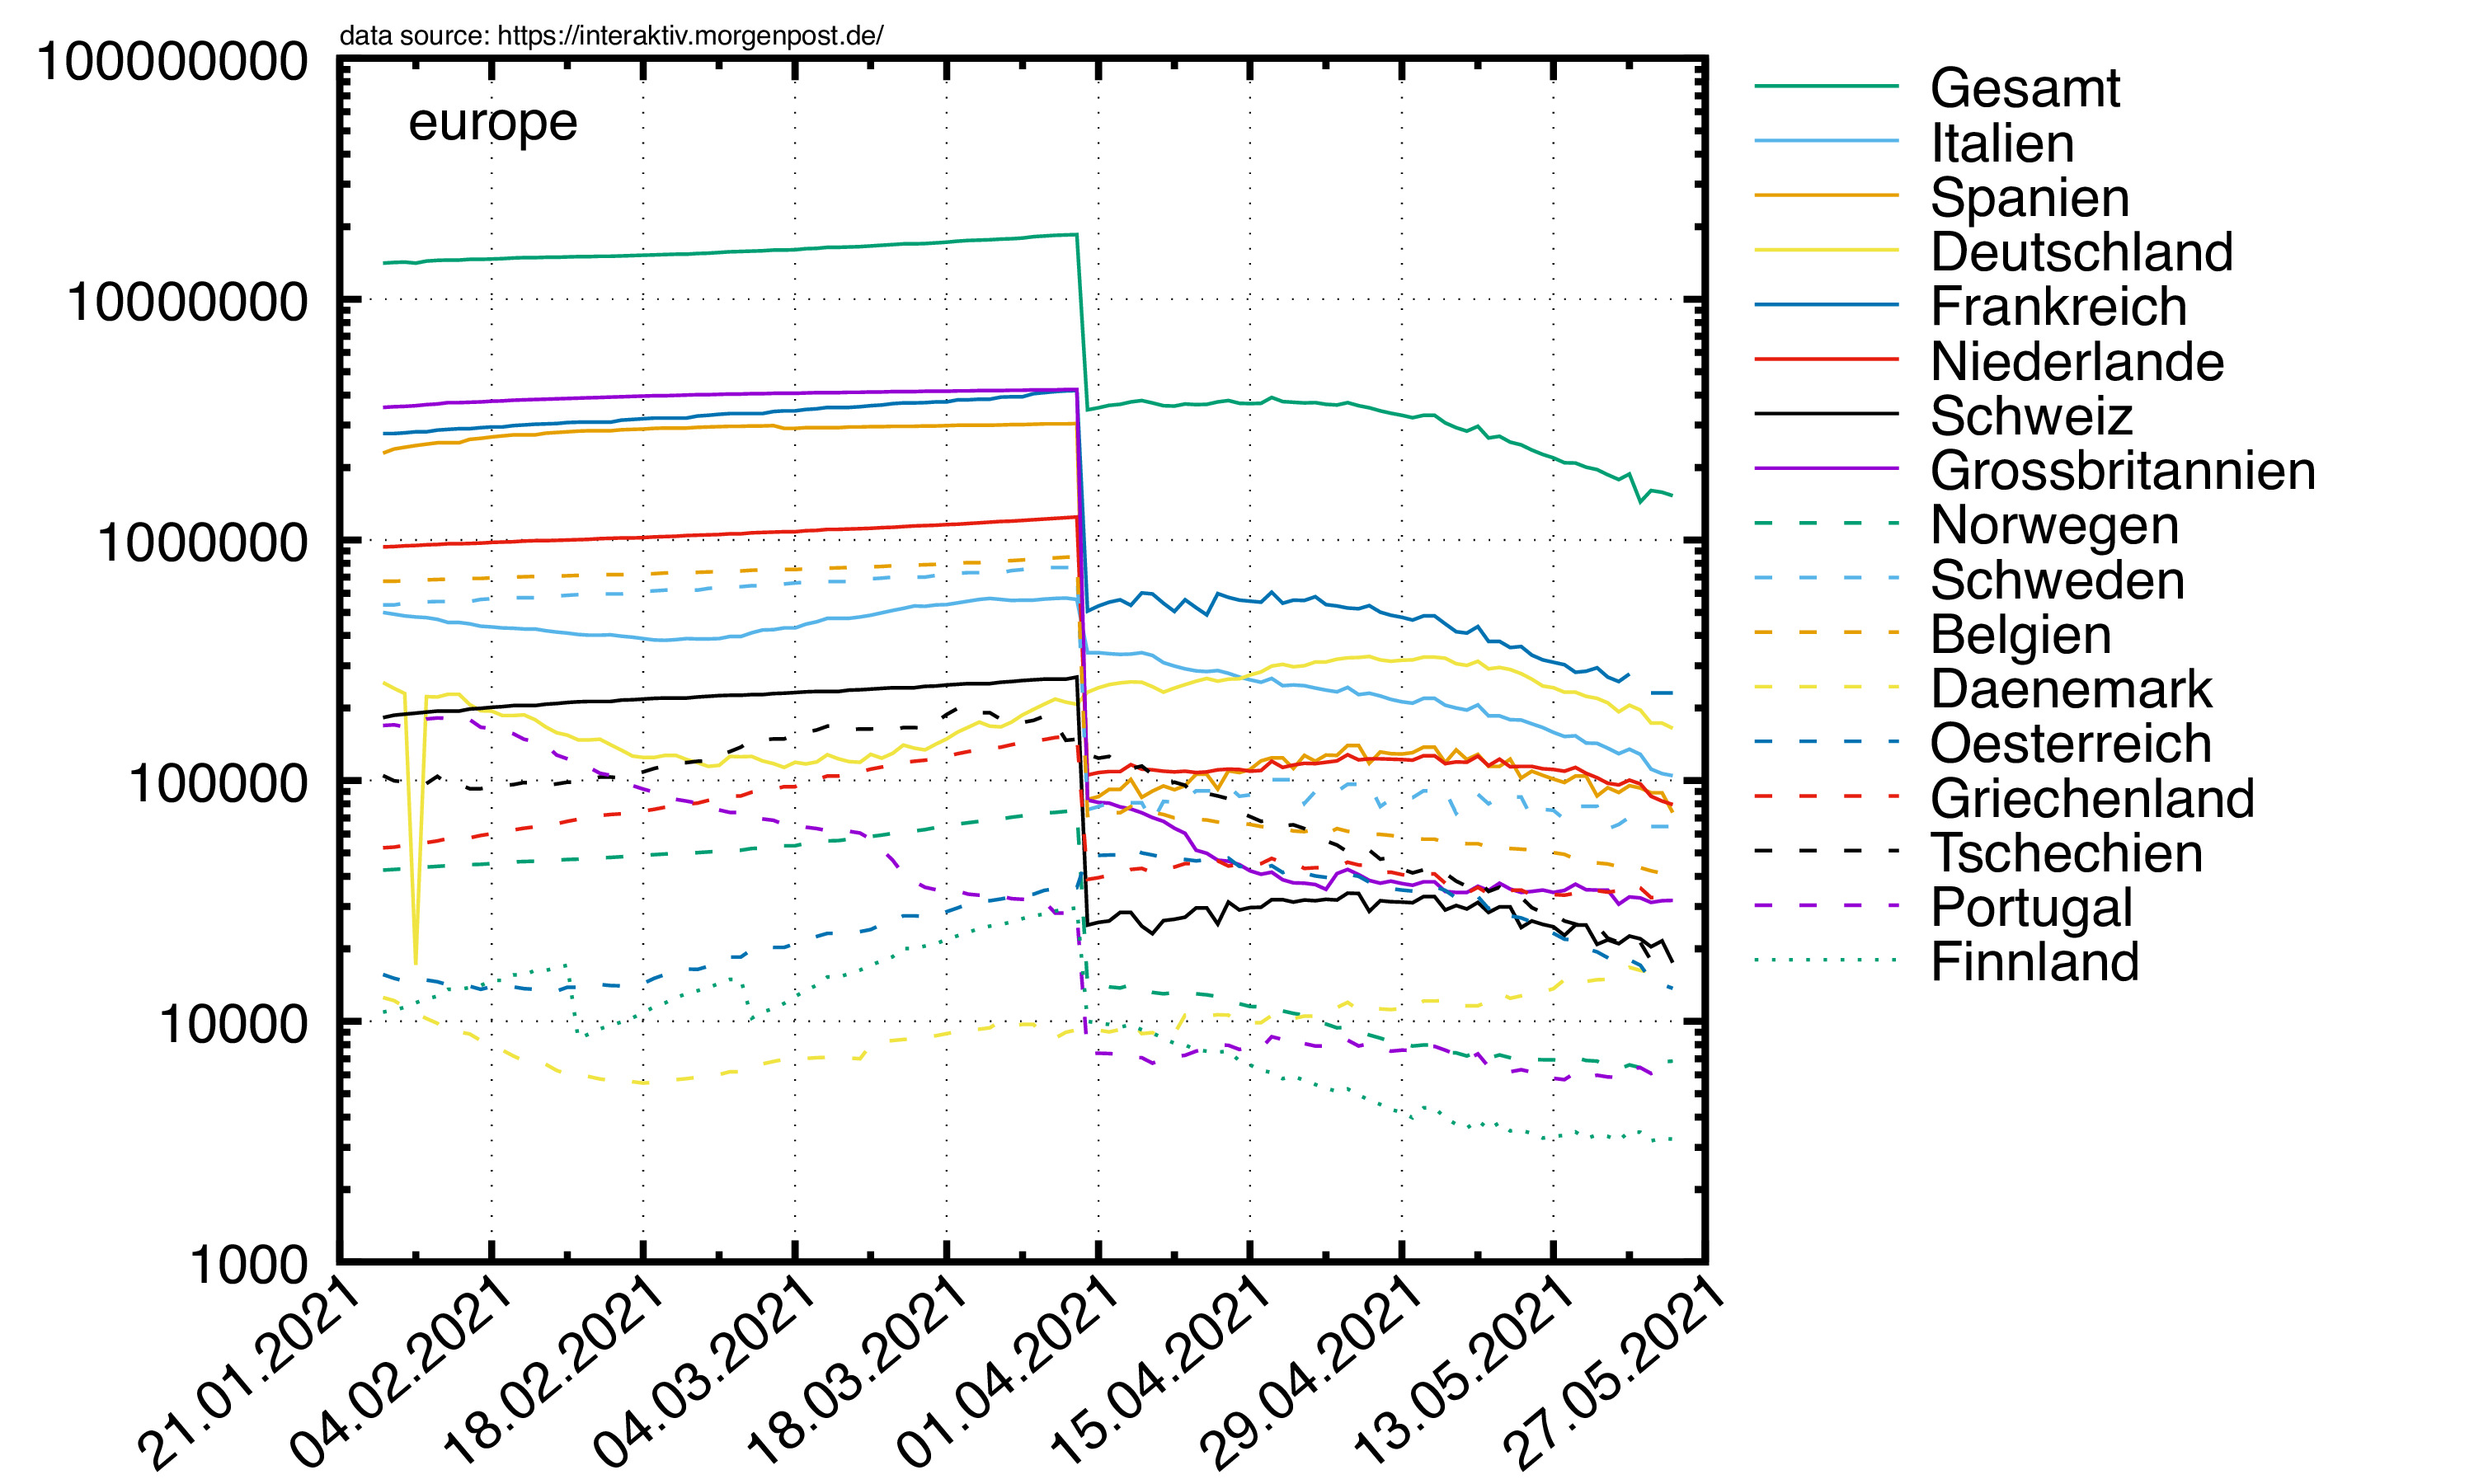 data source: https://interaktiv.morgenpost.de/
europe
100000000
10000000
1000000
100000
10000
1000
21.01.2021
04.02.2021
18.02.2021
04.03.2021
18.03.2021
01.04.2021
15.04.2021
29.04.2021
13.05.2021
27.05.2021
Gesamt
Italien
Spanien
Deutschland
Frankreich
Niederlande
Schweiz
Grossbritannien
Norwegen
Schweden
Belgien
Daenemark
Oesterreich
Griechenland
Tschechien
Portugal
Finnland